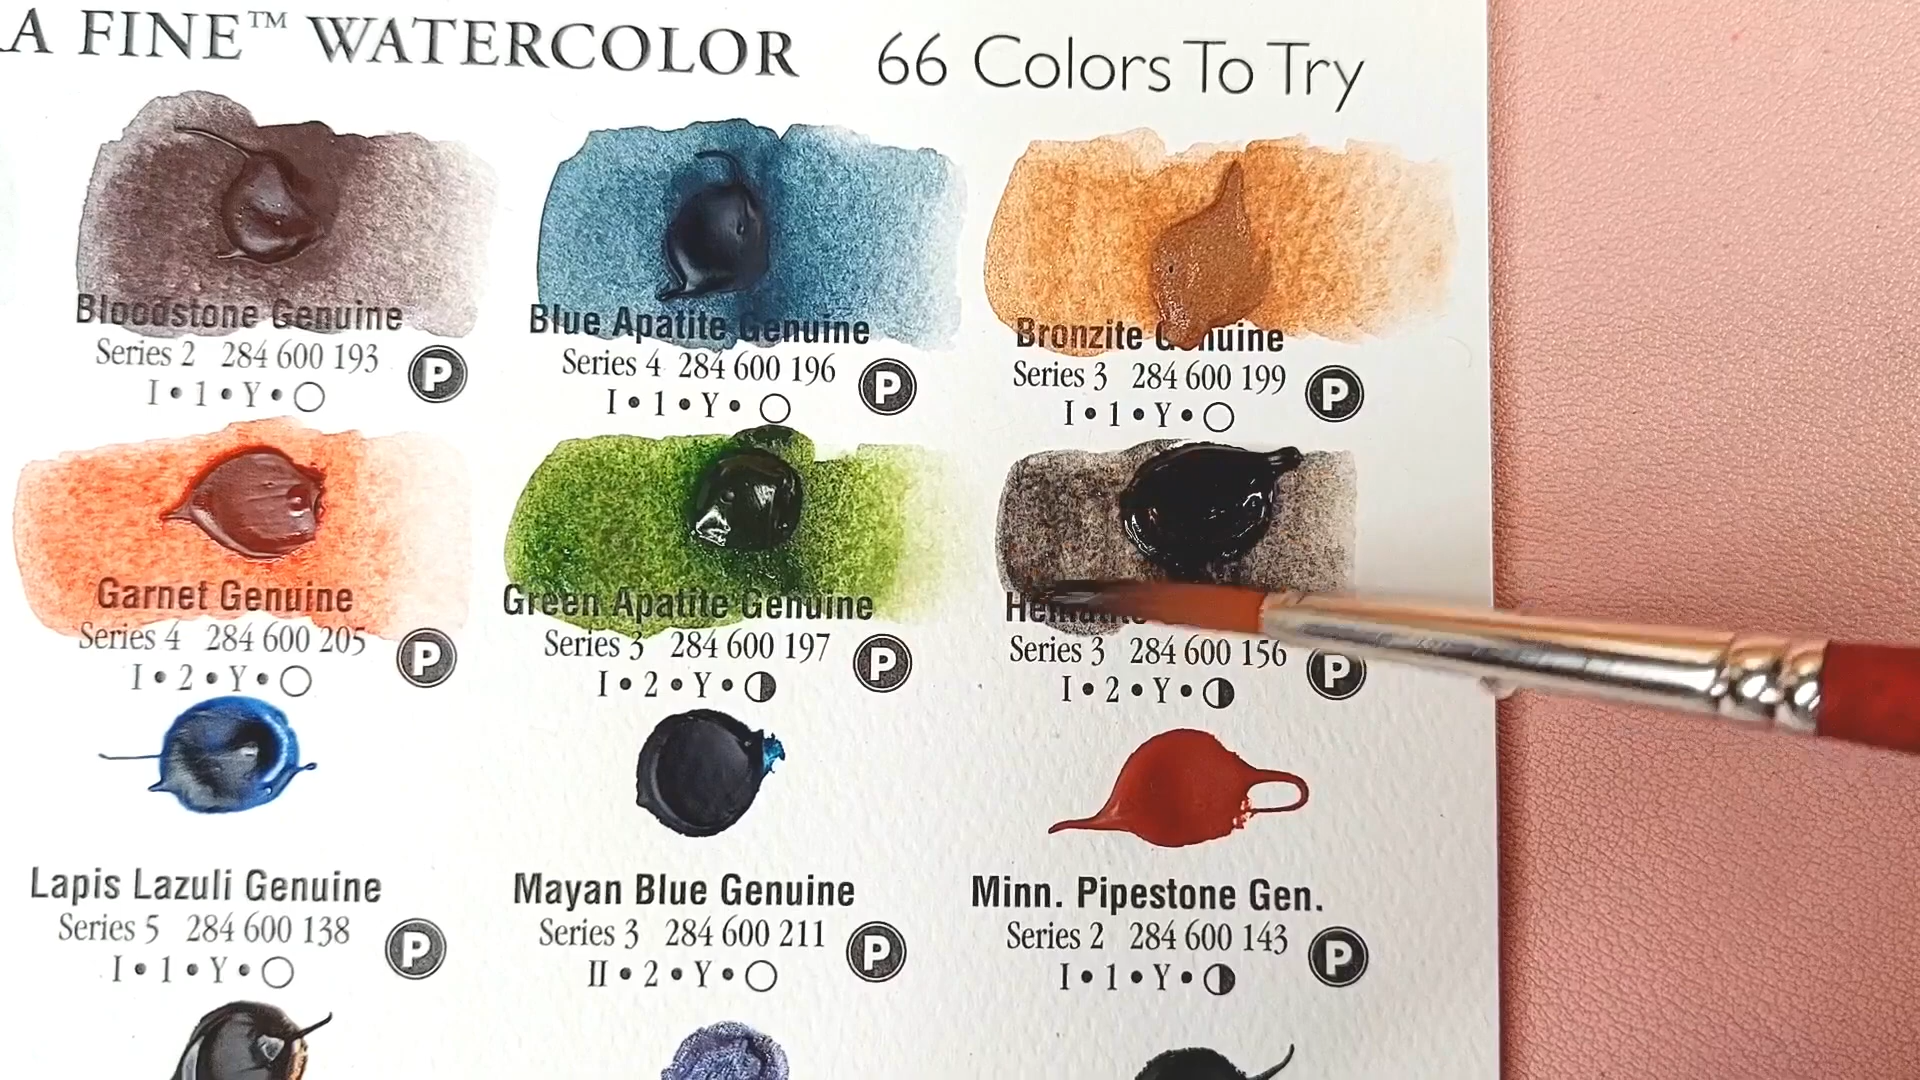 A FINE™ WATERCOLOR 66 Colors To Try
Bloodstone Genuine
Series 2 284 600 193
I • 1 • Y • ○
P
Blue Apatite Genuine
Series 4 284 600 196
I • 1 • Y • ○
P
Bronzite Genuine
Series 3 284 600 199
I • 1 • Y • ○
P
Garnet Genuine
Series 4 284 600 205
I • 2 • Y • ○
P
Green Apatite Genuine
Series 3 284 600 197
I • 2 • Y • ◑
P
Series 3 284 600 156
I • 2 • Y • ◑
P
Lapis Lazuli Genuine
Series 5 284 600 138
I • 1 • Y • ○
P
Mayan Blue Genuine
Series 3 284 600 211
II • 2 • Y • ○
P
Minn. Pipestone Gen.
Series 2 284 600 143
I • 1 • Y • ◑
P